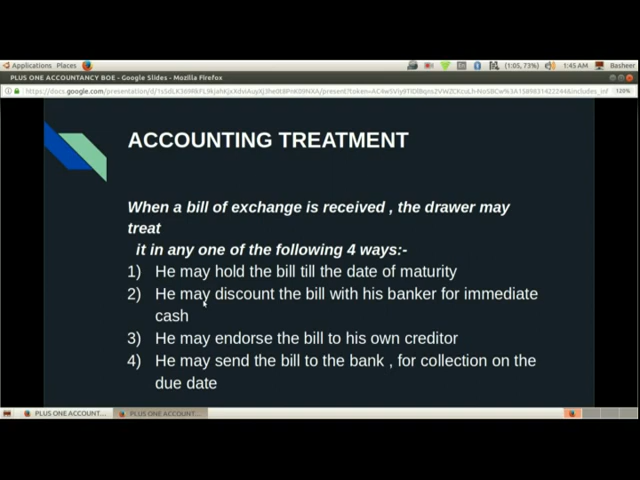 Applications Places
(1:05, 73%)
1:45 AM
Basheer
PLUS ONE ACCOUNTANCY BOE - Google Slides - Mozilla Firefox
120%
ACCOUNTING TREATMENT
When a bill of exchange is received , the drawer may
treat
it in any one of the following 4 ways:-
1) He may hold the bill till the date of maturity
2) He may discount the bill with his banker for immediate
cash
3) He may endorse the bill to his own creditor
4) He may send the bill to the bank , for collection on the
due date
PLUS ONE ACCOUNT...
PLUS ONE ACCOUNT...